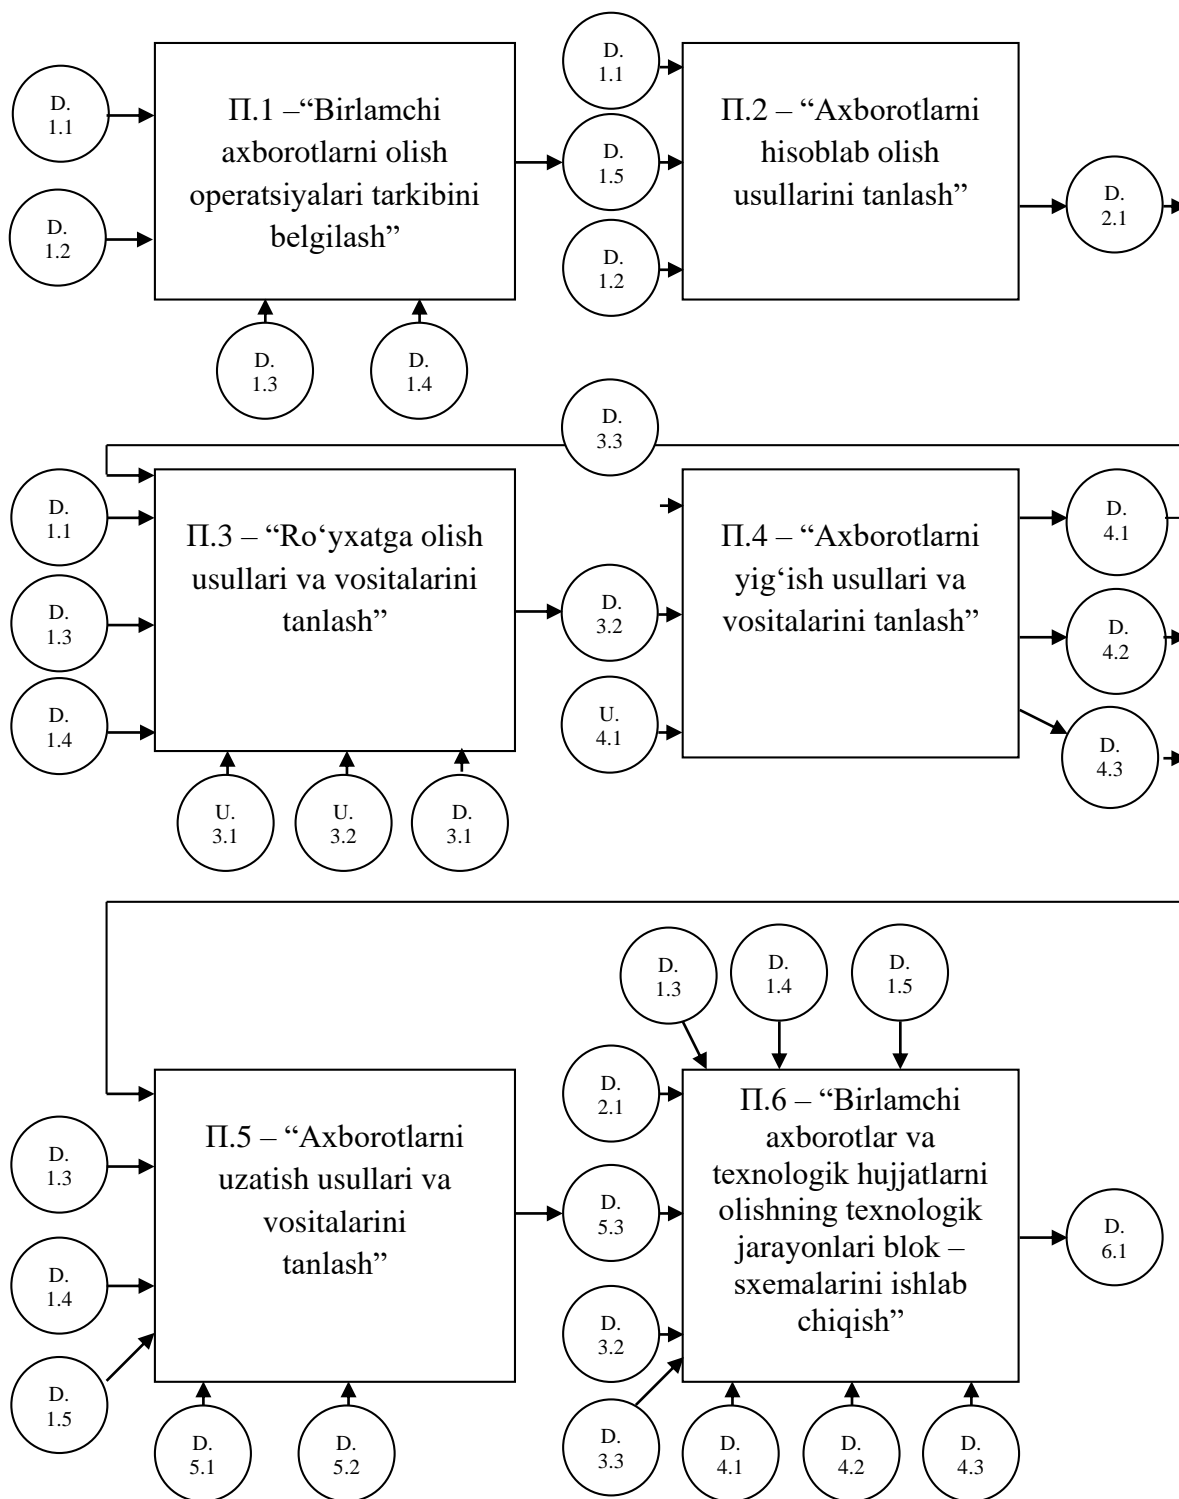 D.
1.1
D.
1.2
П.1 –“Birlamchi
axborotlarni olish
operatsiyalari tarkibini
belgilash”
D.
1.3
D.
1.4
D.
1.1
D.
1.5
D.
1.2
П.2 – “Axborotlarni
hisoblab olish
usullarini tanlash”
D.
2.1
D.
3.3
D.
1.1
D.
1.3
D.
1.4
П.3 – “Ro‘yxatga olish
usullari va vositalarini
tanlash”
U.
3.1
U.
3.2
D.
3.1
D.
3.2
U.
4.1
П.4 – “Axborotlarni
yig‘ish usullari va
vositalarini tanlash”
D.
4.1
D.
4.2
D.
4.3
D.
1.3
D.
1.4
D.
1.5
П.5 – “Axborotlarni
uzatish usullari va
vositalarini
tanlash”
D.
5.1
D.
5.2
D.
1.3
D.
1.4
D.
1.5
D.
2.1
D.
5.3
D.
3.2
D.
3.3
П.6 – “Birlamchi
axborotlar va
texnologik hujjatlarni
olishning texnologik
jarayonlari blok –
sxemalarini ishlab
chiqish”
D.
4.1
D.
4.2
D.
4.3
D.
6.1